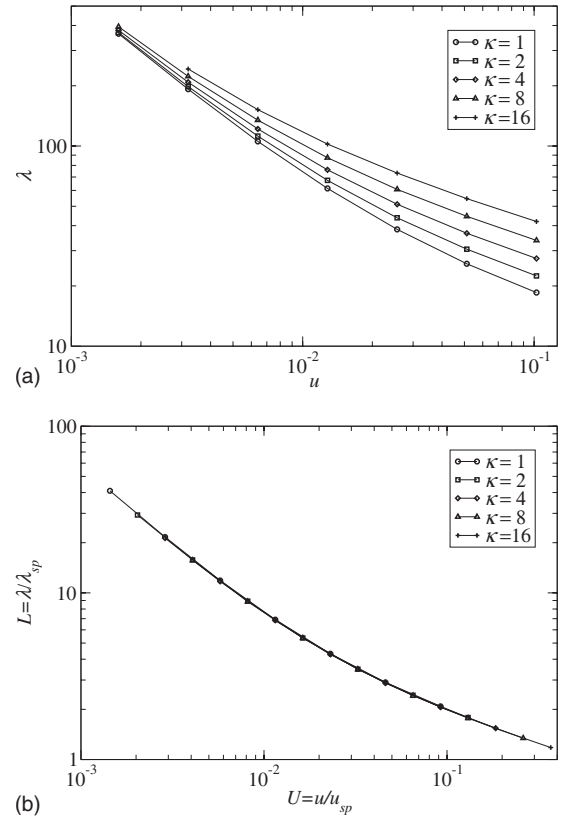 400
100
10
λ
κ = 1
κ = 2
κ = 4
κ = 8
κ =16
10⁻³
10⁻²
10⁻¹
u
(a)
100
10
1
L=λ/λsp
κ = 1
κ = 2
κ = 4
κ = 8
κ =16
10⁻³
10⁻²
10⁻¹
U=u/usp
(b)